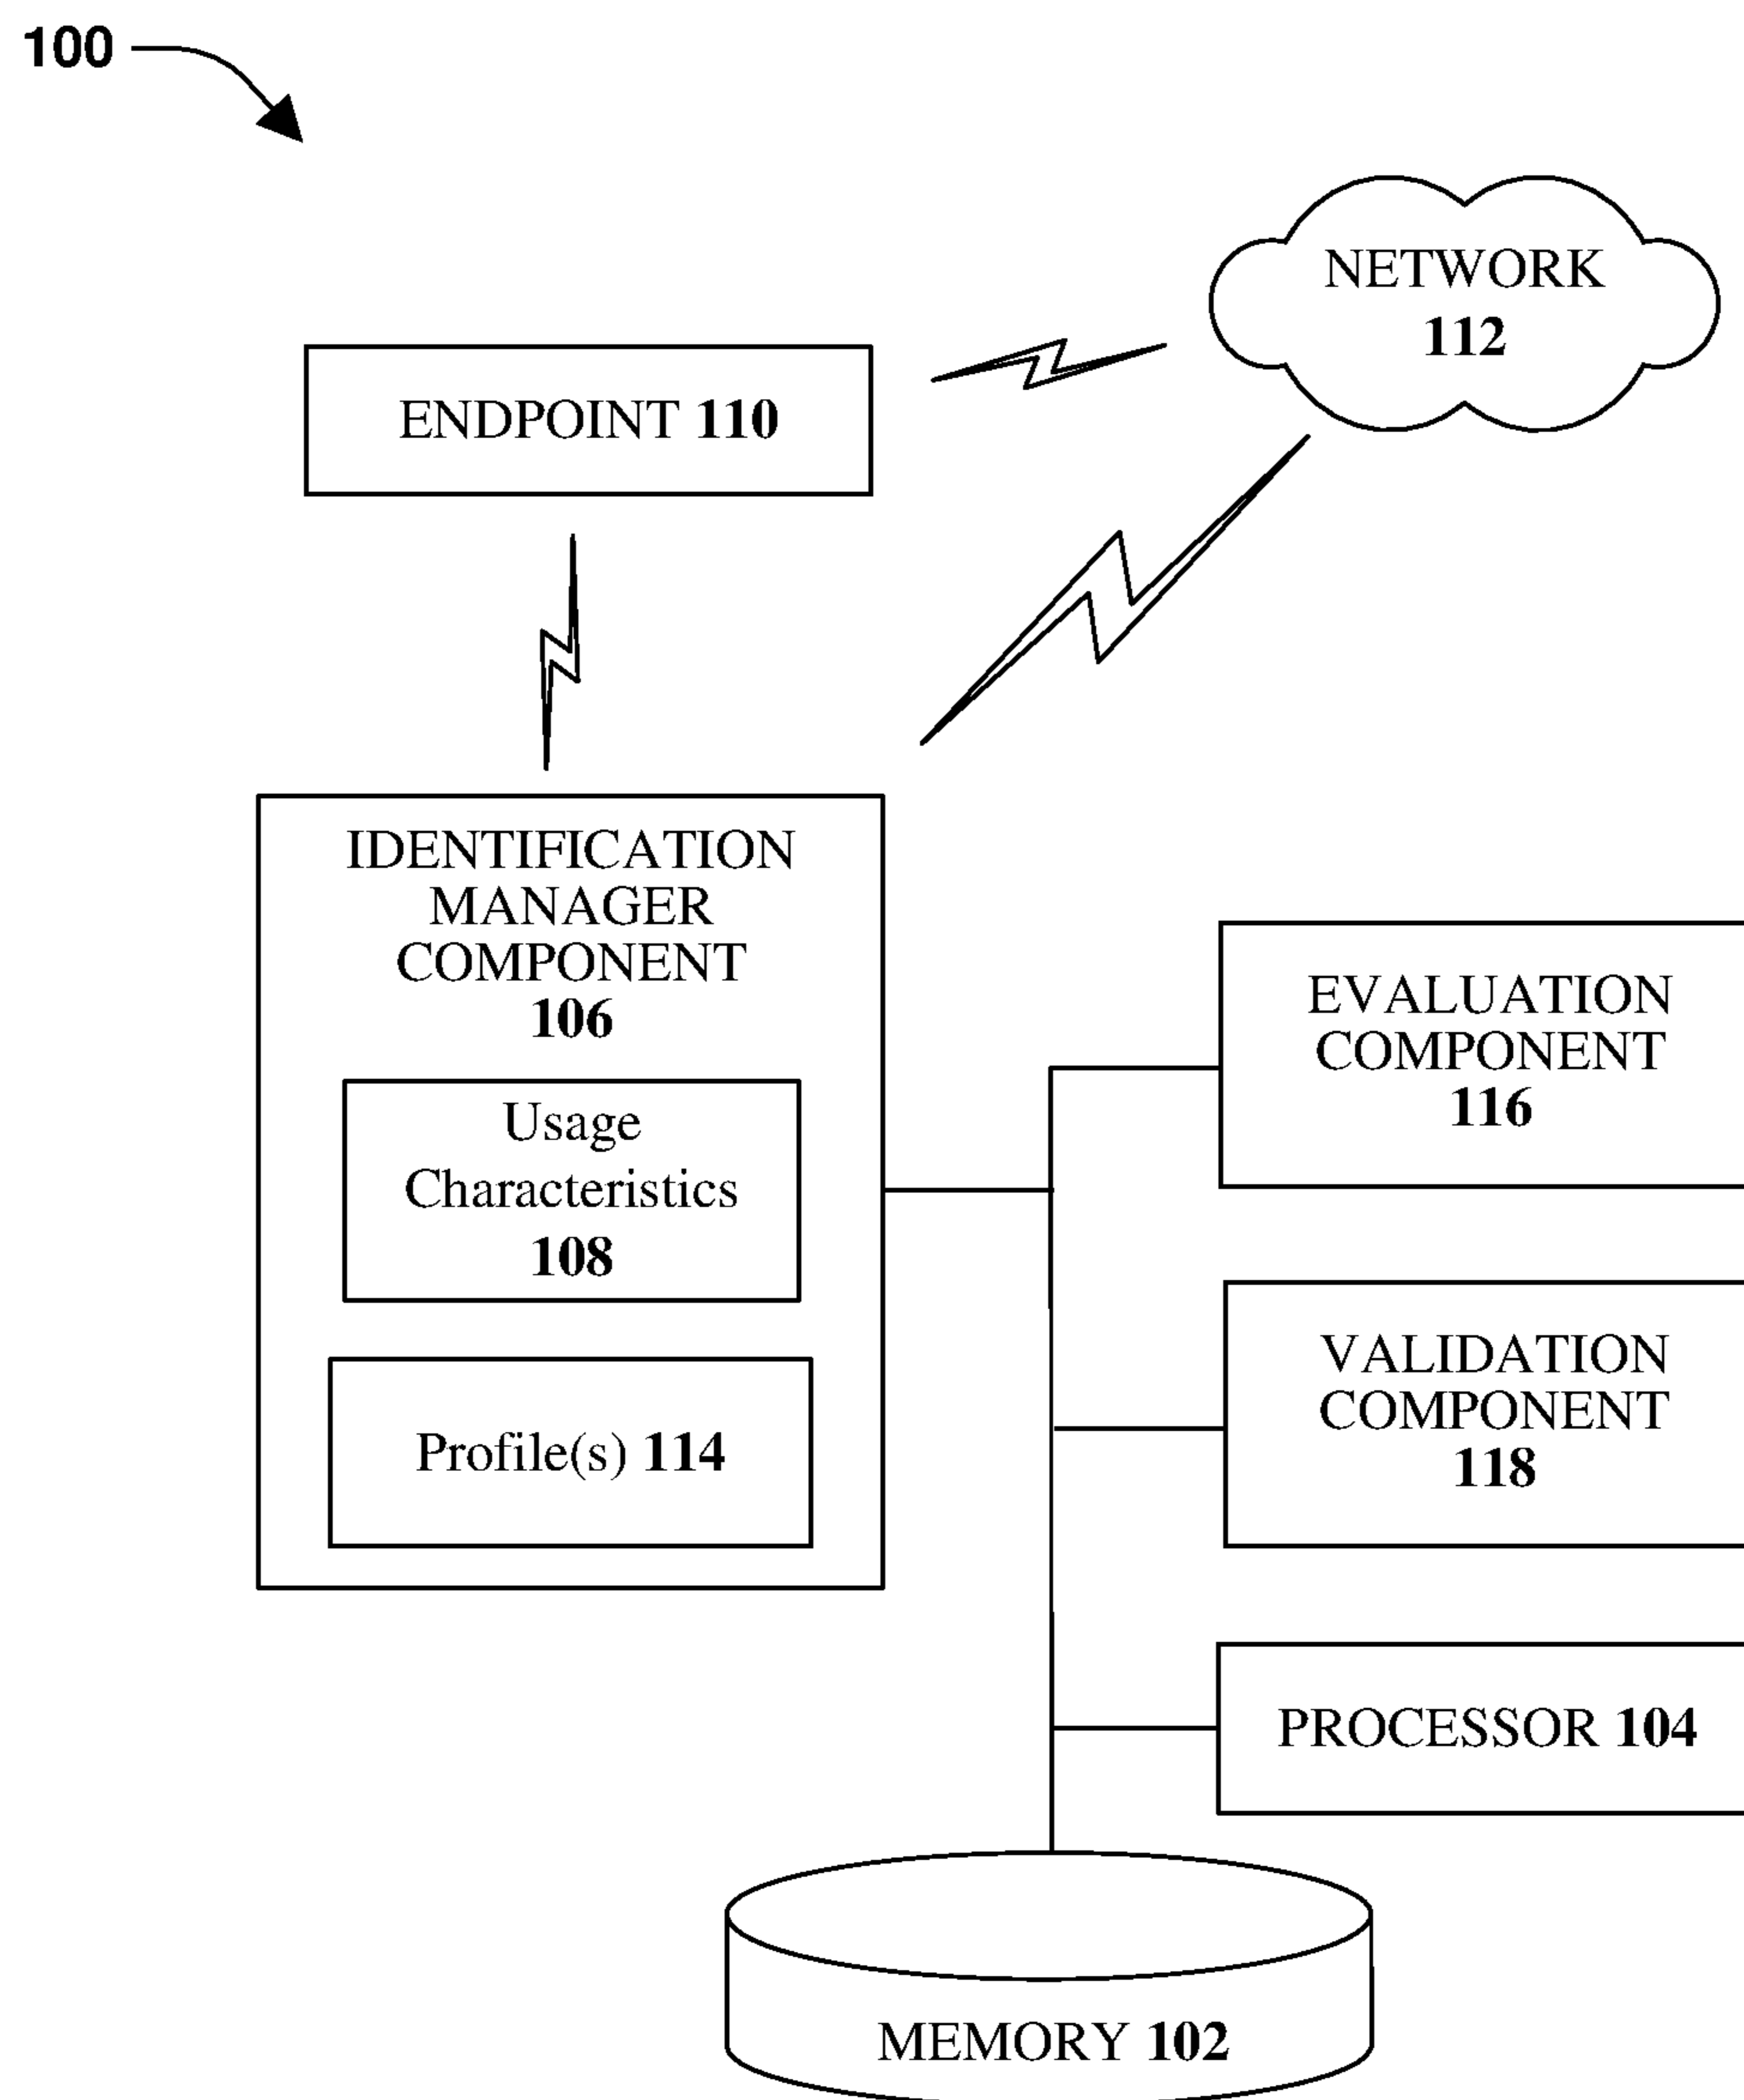 100
NETWORK
112
ENDPOINT 110
IDENTIFICATION
MANAGER
COMPONENT
106
Usage
Characteristics
108
Profile(s) 114
EVALUATION
COMPONENT
116
VALIDATION
COMPONENT
118
PROCESSOR 104
MEMORY 102